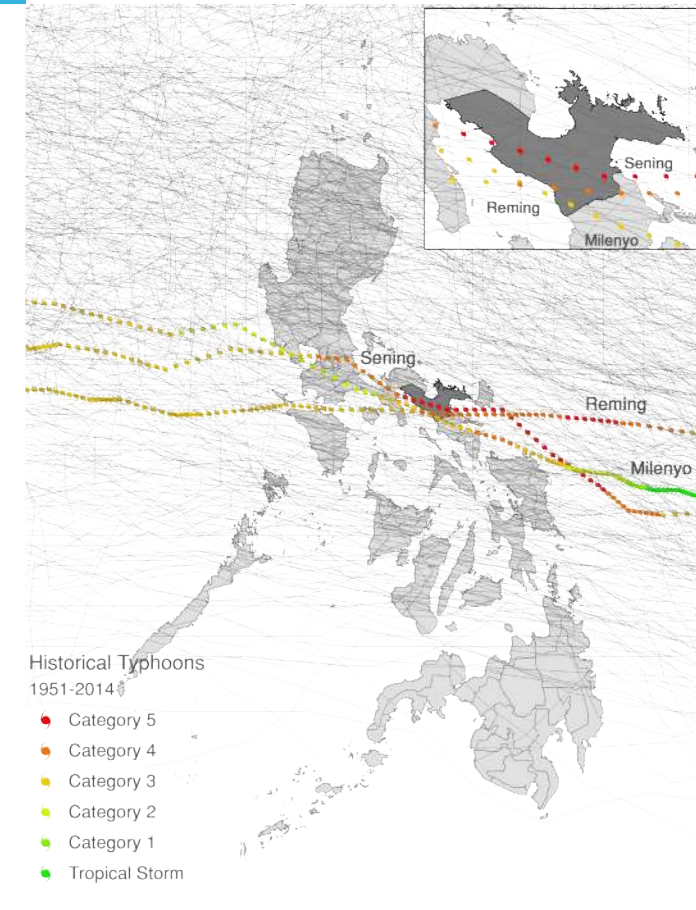 Sening
Reming
Milenyo
Sening
Reming
Milenyo
Historical Typhoons
1951-2014
Category 5
Category 4
Category 3
Category 2
Category 1
Tropical Storm